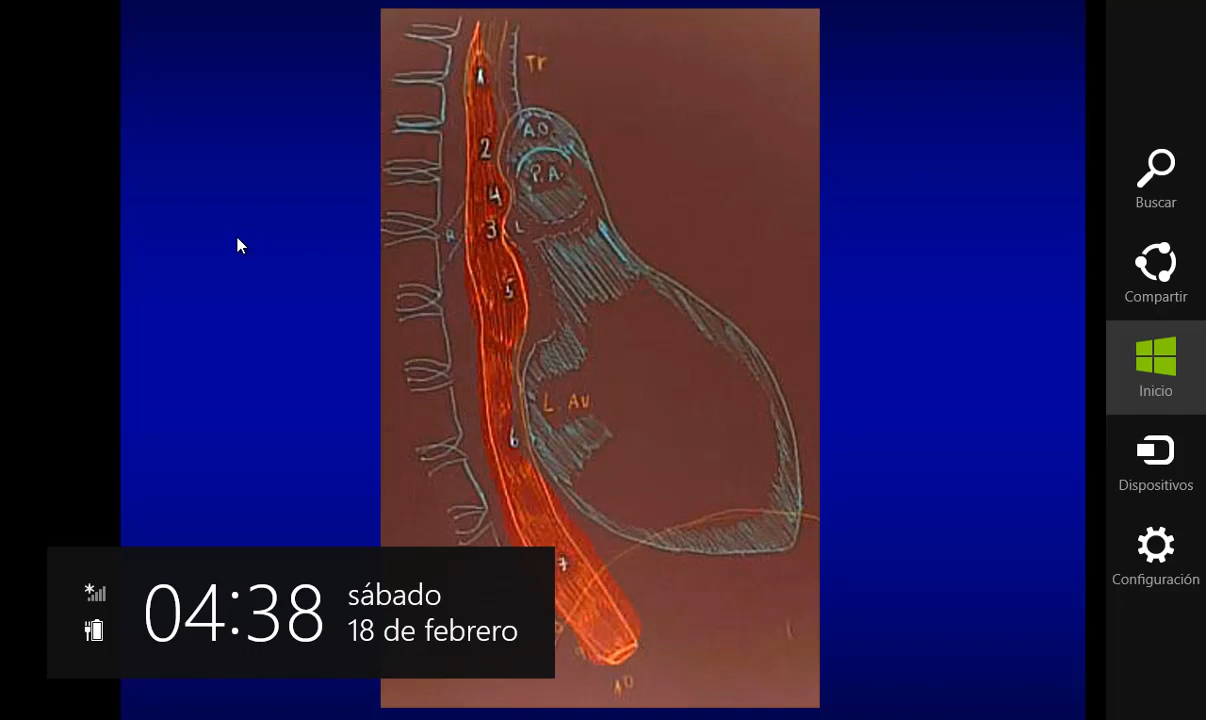 Tr
1
A.O.
2
P.A.
4
R
3
L
5
L. AU.
6
7
AO
04:38
sábado
18 de febrero
Buscar
Compartir
Inicio
Dispositivos
Configuración